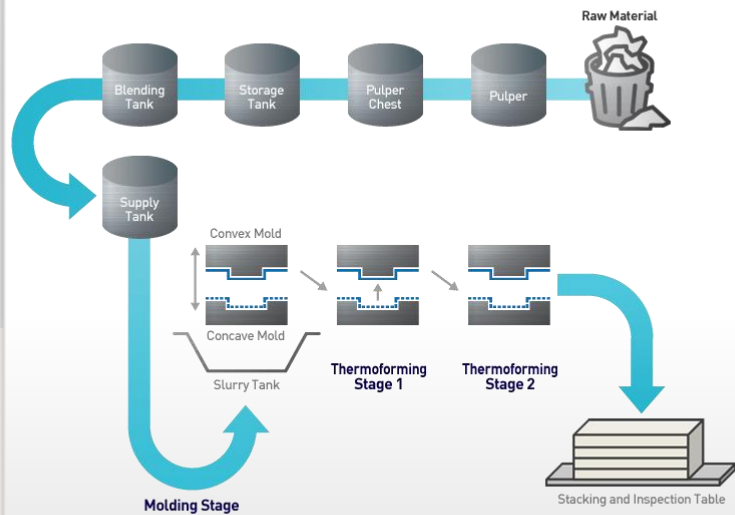 Raw Material
Blending
Tank
Storage
Tank
Pulper
Chest
Pulper
Supply
Tank
Convex Mold
Concave Mold
Slurry Tank
Thermoforming
Stage 1
Thermoforming
Stage 2
Molding Stage
Stacking and Inspection Table